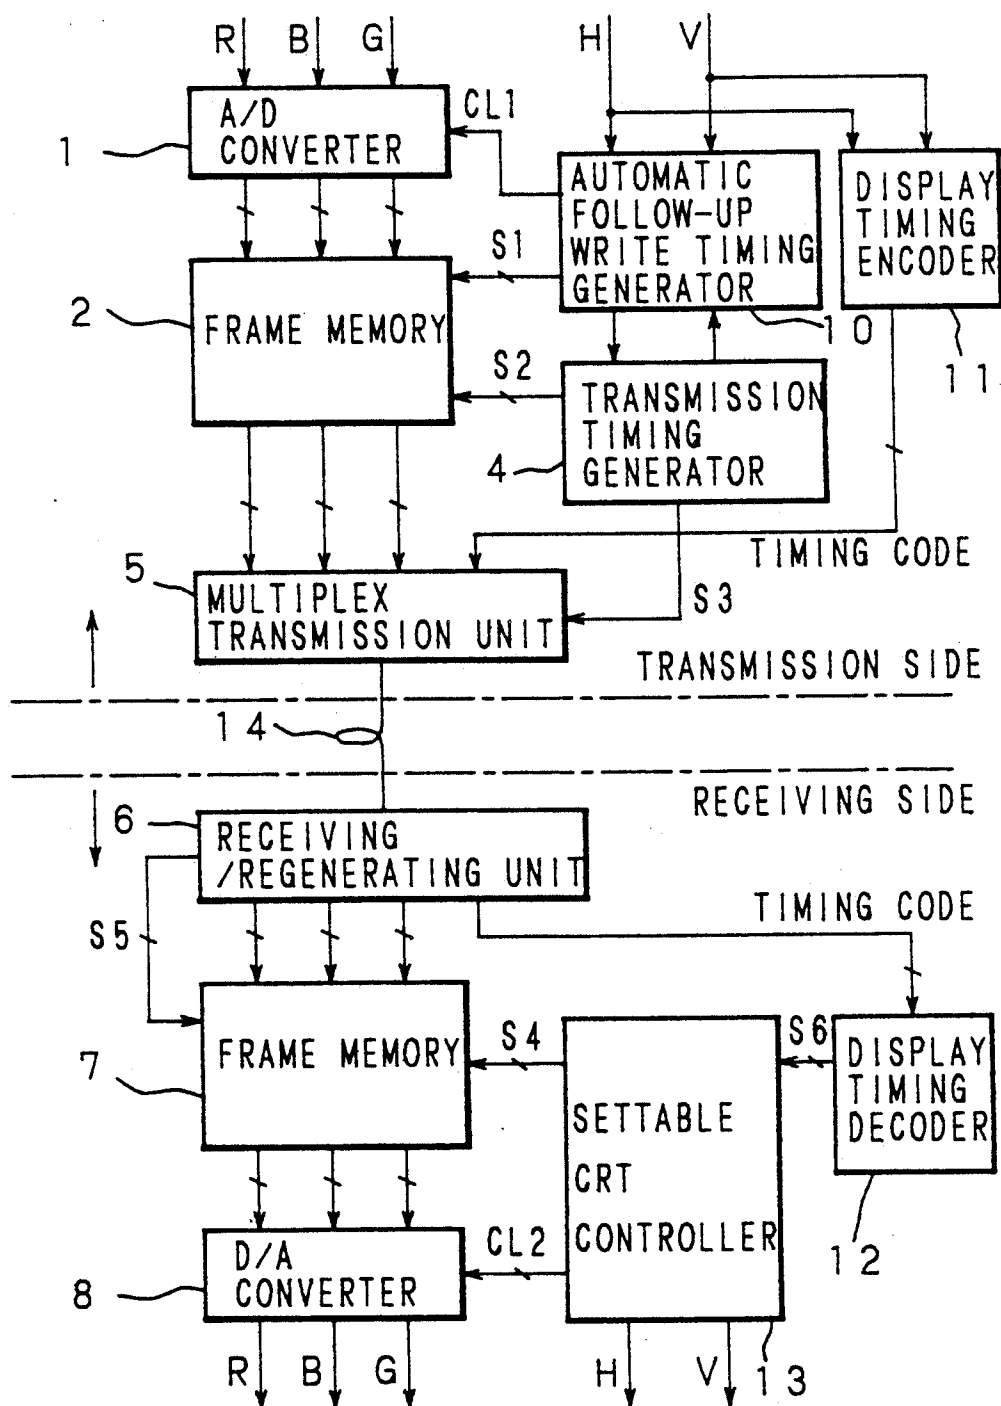 R B G H V
A/D
CONVERTER
1
CL1
AUTOMATIC
FOLLOW-UP
WRITE TIMING
GENERATOR
10
DISPLAY
TIMING
ENCODER
11
S1
2
FRAME MEMORY
S2
TRANSMISSION
TIMING
GENERATOR
4
TIMING CODE
5
MULTIPLEX
TRANSMISSION UNIT
S3
TRANSMISSION SIDE
14
RECEIVING SIDE
6
RECEIVING
/REGENERATING UNIT
TIMING CODE
S5
FRAME MEMORY
7
S4
SETTABLE
CRT
CONTROLLER
S6
DISPLAY
TIMING
DECODER
12
D/A
CONVERTER
8
CL2
13
R B G H V